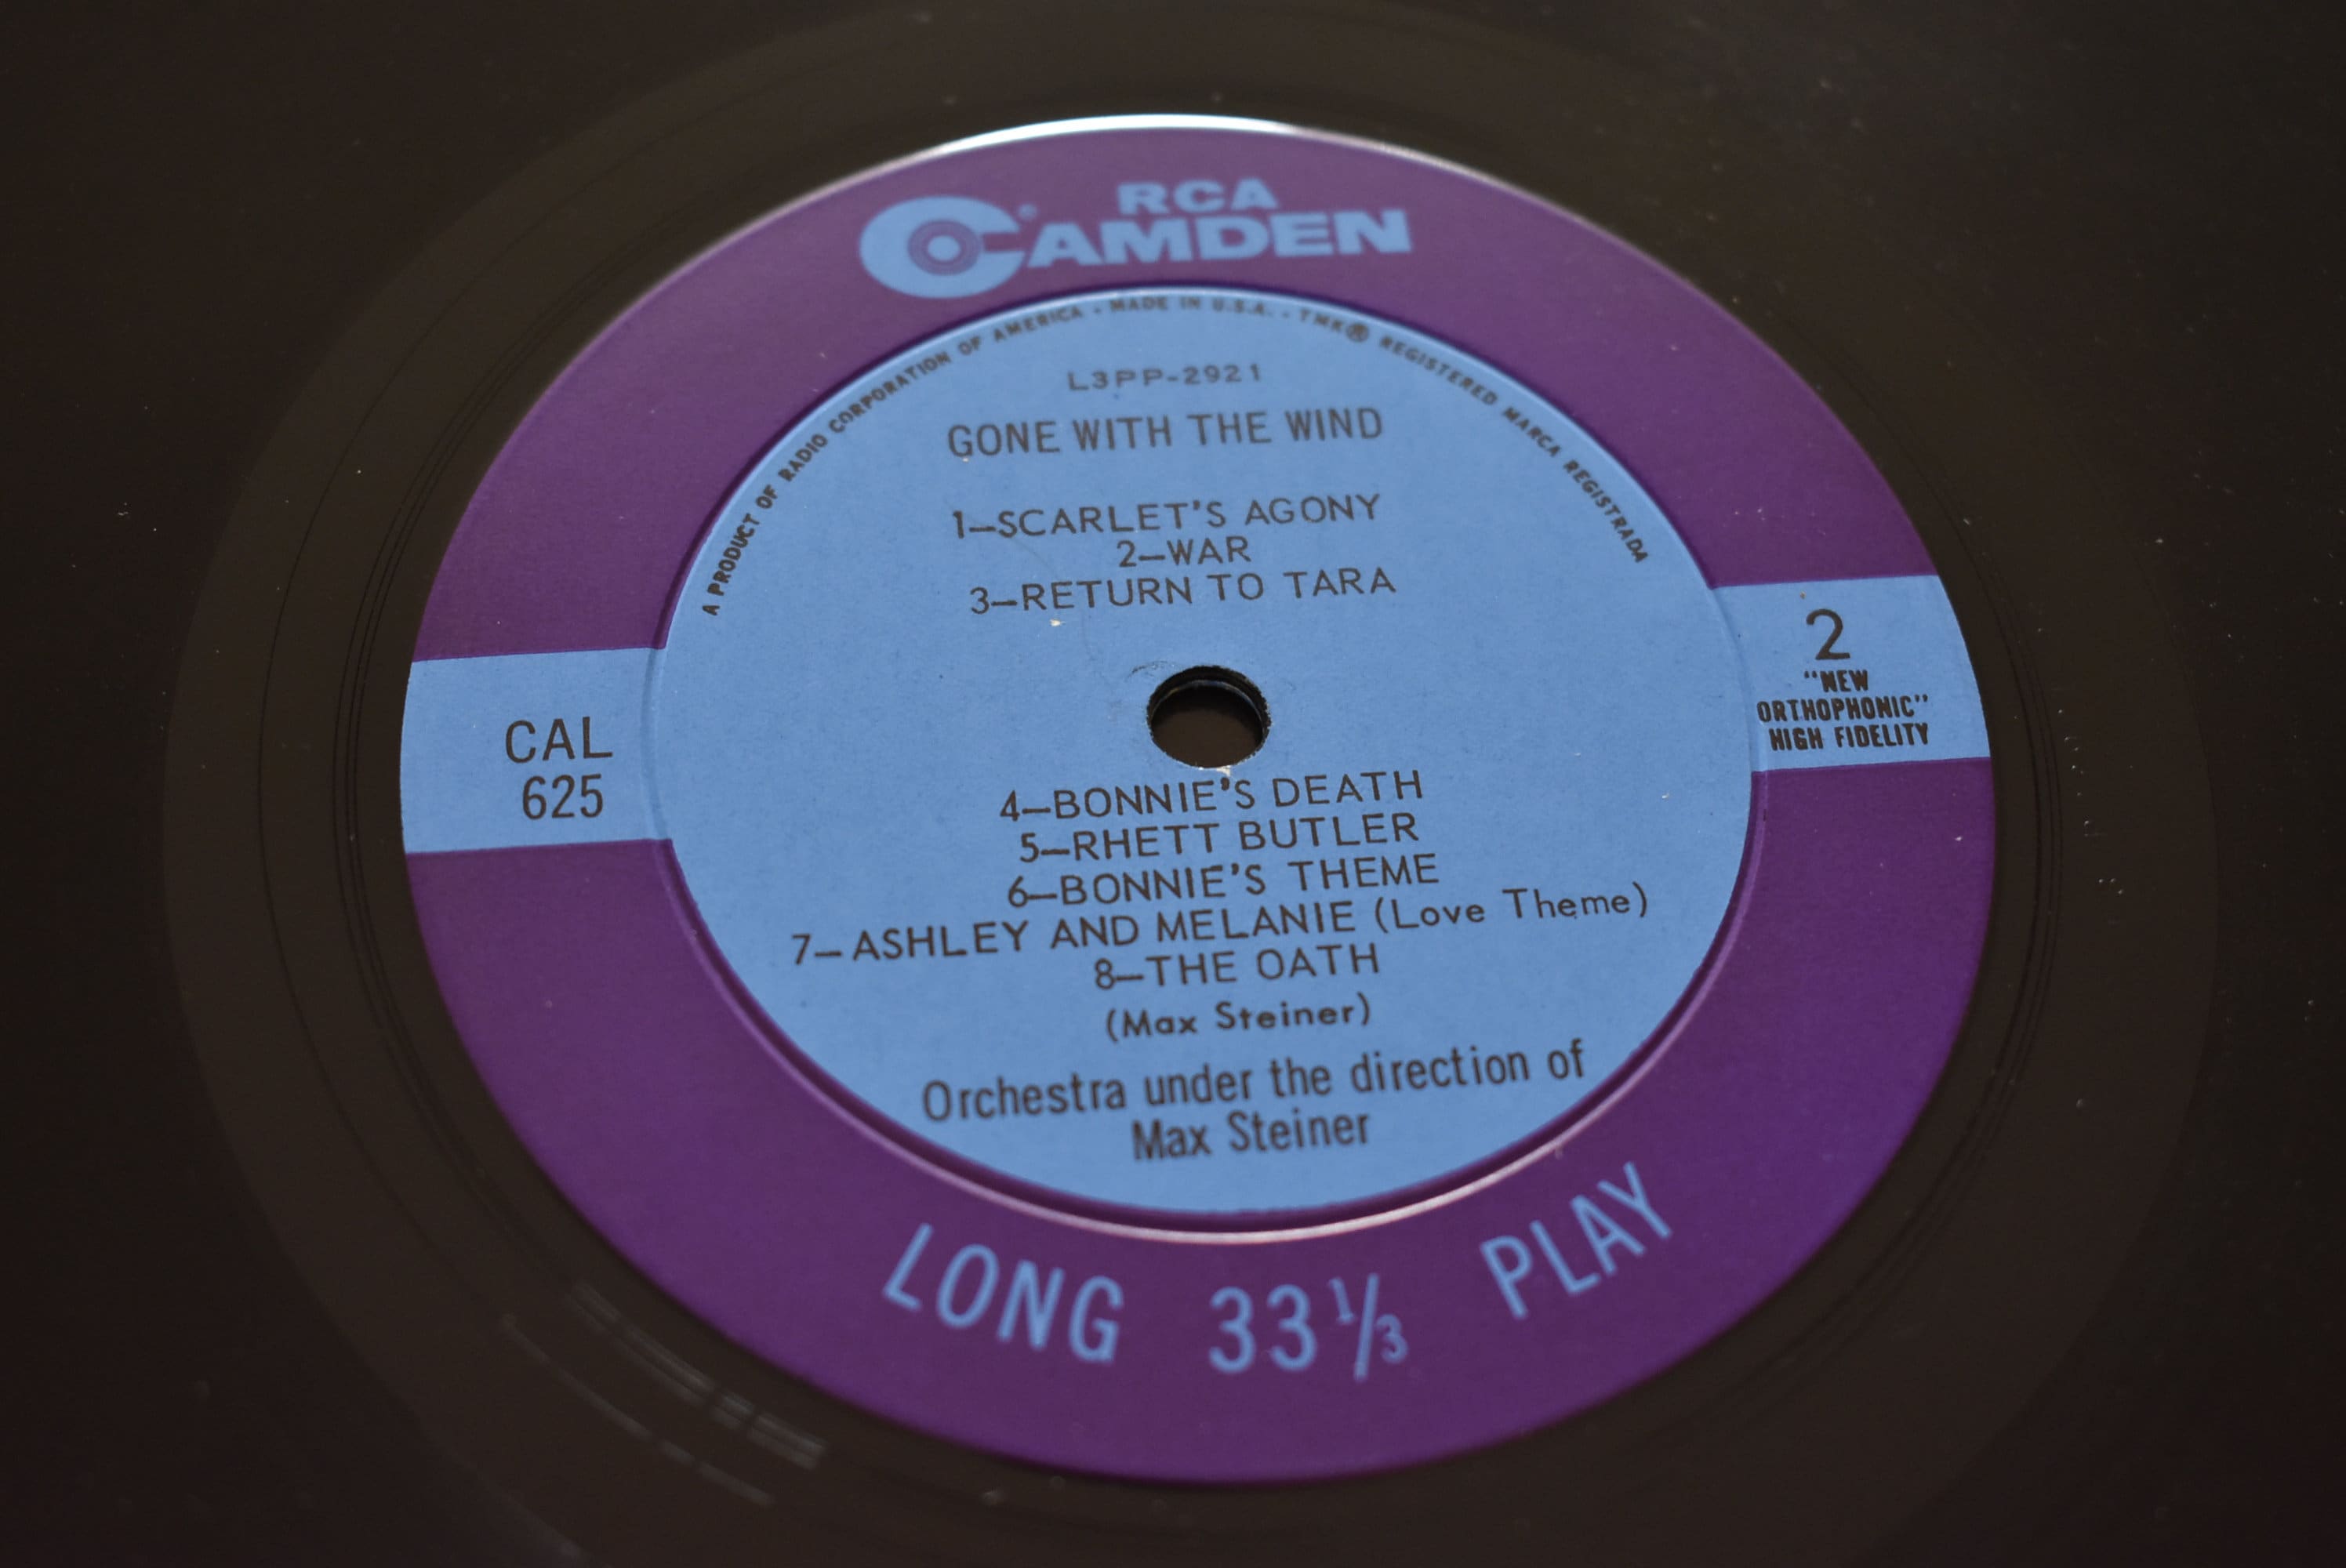 RCA
CAMDEN®
A PRODUCT OF RADIO CORPORATION OF AMERICA - MADE IN U.S.A. - TMK® REGISTERED MARCA REGISTRADA
L3PP-2921
GONE WITH THE WIND
1—SCARLET'S AGONY
2—WAR
3—RETURN TO TARA
CAL
625
2
"NEW
ORTHOPHONIC"
HIGH FIDELITY
4—BONNIE'S DEATH
5—RHETT BUTLER
6—BONNIE'S THEME
7—ASHLEY AND MELANIE (Love Theme)
8—THE OATH
(Max Steiner)
Orchestra under the direction of
Max Steiner
LONG 33⅓ PLAY